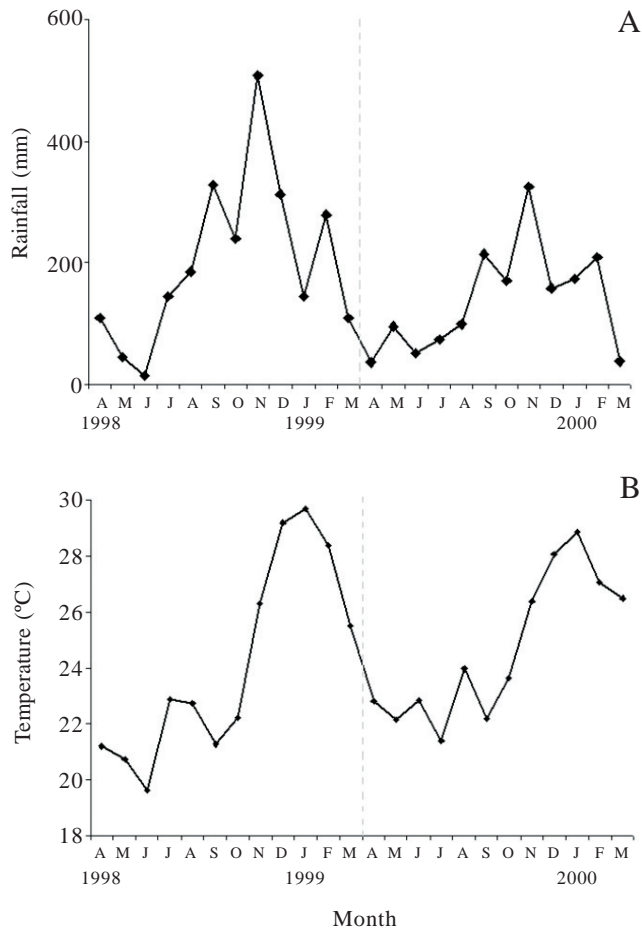 A
Rainfall (mm)
600
400
200
0
A M J J A S O N D J F M A M J J A S O N D J F M
1998 1999 2000
B
Temperature (ºC)
30
28
26
24
22
20
18
A M J J A S O N D J F M A M J J A S O N D J F M
1998 1999 2000
Month